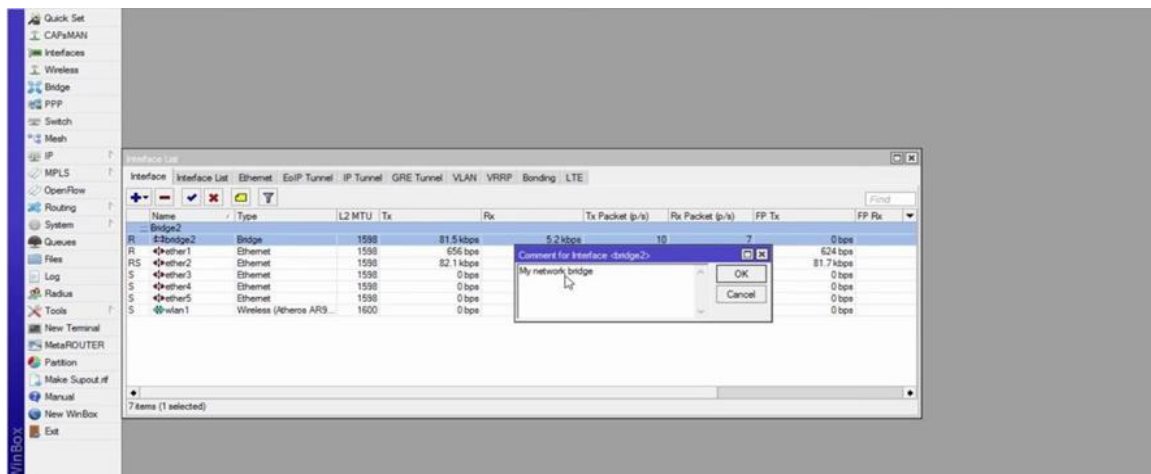 Quick Set
CAPsMAN
Interfaces
Wireless
Bridge
PPP
Switch
Mesh
IP
MPLS
OpenFlow
Routing
System
Queues
Files
Log
Radius
Tools
New Terminal
MetaROUTER
Partition
Make Supout.rif
Manual
New WinBox
Exit
WinBox
Interface List
Interface Interface List Ethernet EoIP Tunnel IP Tunnel GRE Tunnel VLAN VRRP Bonding LTE
Find
Name Type L2 MTU Tx Rx Tx Packet (p/s) Rx Packet (p/s) FP Tx FP Rx
::: Bridge2
R bridge2 Bridge 1598 81.5 kbps 5.2 kbps 10 7 0 bps
R ether1 Ethernet 1598 656 bps 624 bps
RS ether2 Ethernet 1598 82.1 kbps 81.7 kbps
S ether3 Ethernet 1598 0 bps 0 bps
S ether4 Ethernet 1598 0 bps 0 bps
S ether5 Ethernet 1598 0 bps 0 bps
S wlan1 Wireless (Atheros AR9... 1600 0 bps 0 bps
Comment for Interface <bridge2>
My network bridge
OK
Cancel
7 items (1 selected)